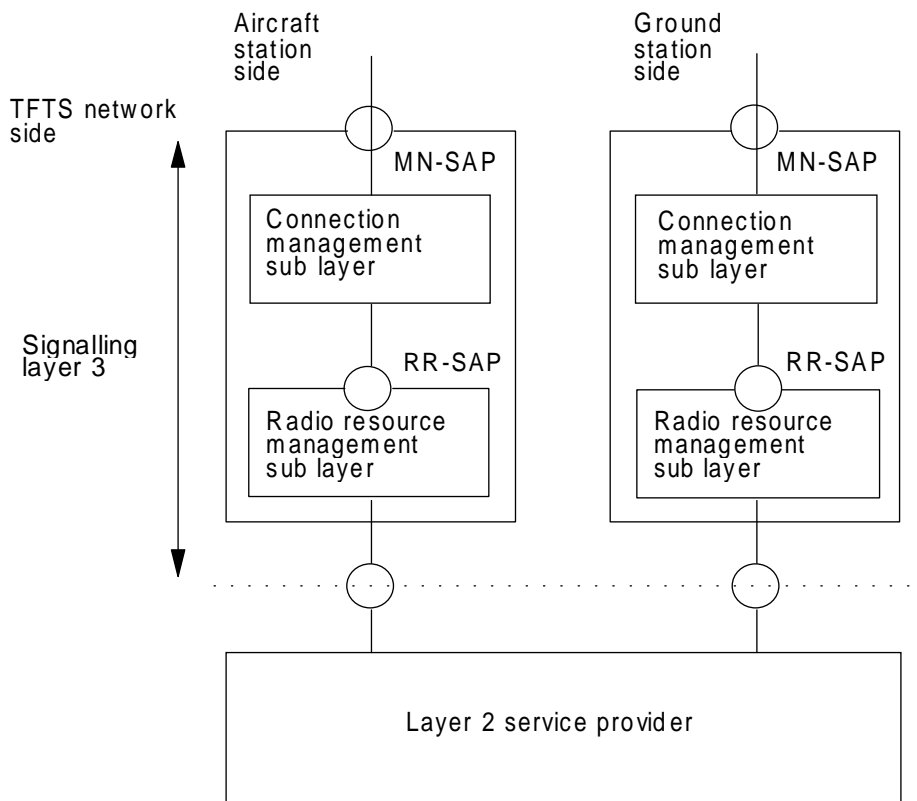 Aircraft
station
side
Ground
station
side
TFTS network
side
MN-SAP
MN-SAP
Connection
management
sub layer
Connection
management
sub layer
Signalling
layer 3
RR-SAP
RR-SAP
Radio resource
management
sub layer
Radio resource
management
sub layer
Layer 2 service provider